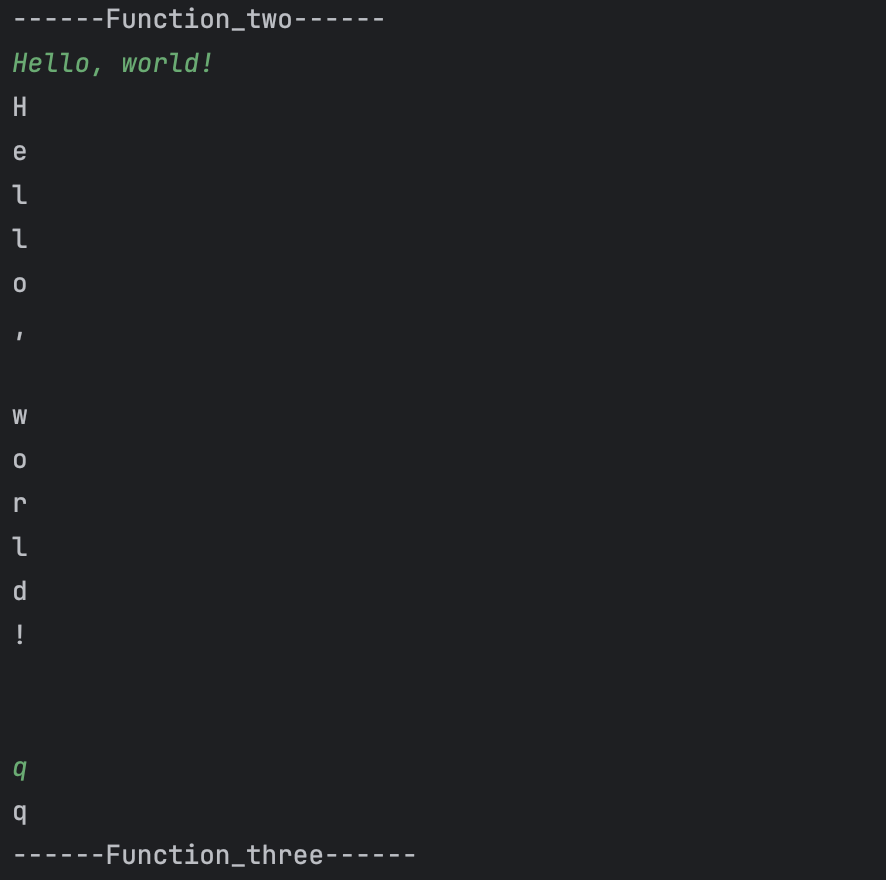 ------Function_two------
Hello, world!
H
e
l
l
o
,
w
o
r
l
d
!
q
q
------Function_three------